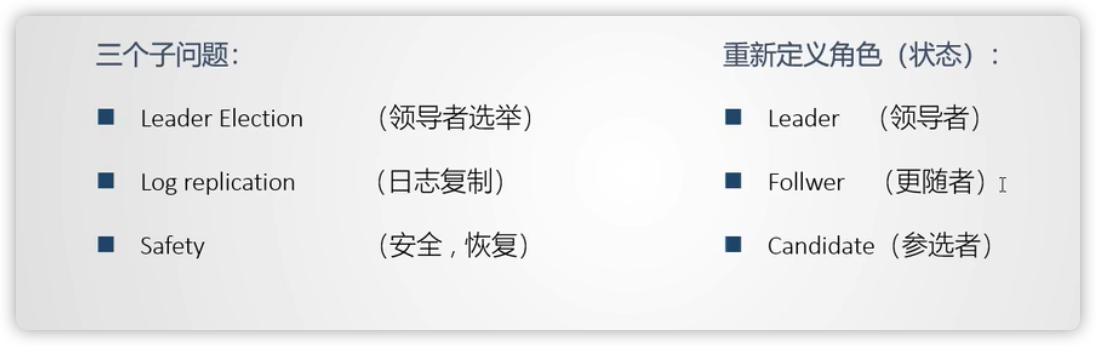 三个子问题：
Leader Election （领导者选举）
Log replication （日志复制）
Safety （安全，恢复）
重新定义角色（状态）：
Leader （领导者）
Follwer （更随者）
Candidate（参选者）